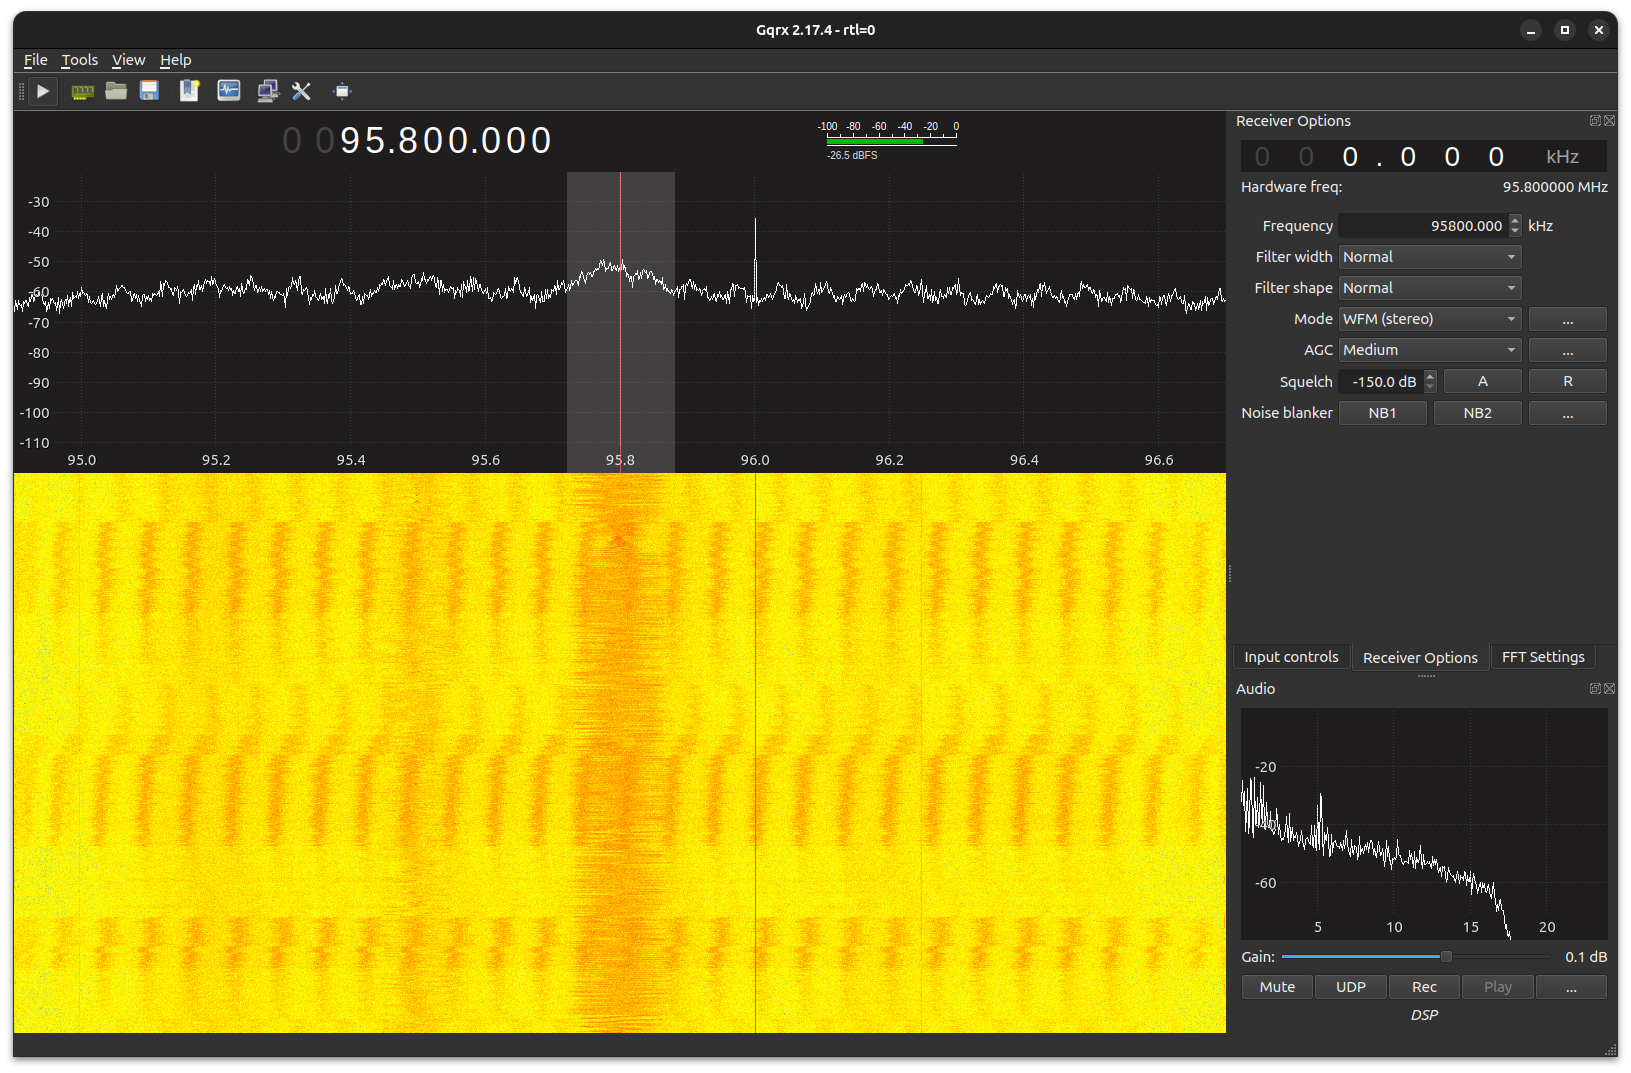 Gqrx 2.17.4 - rtl=0
File Tools View Help
0 095.800.000
-100 -80 -60 -40 -20 0
-26.5 dBFS
-30
-40
-50
-60
-70
-80
-90
-100
-110
95.0 95.2 95.4 95.6 95.8 96.0 96.2 96.4 96.6
Receiver Options
0 0 0.000 kHz
Hardware freq: 95.800000 MHz
Frequency 95800.000 kHz
Filter width Normal
Filter shape Normal
Mode WFM (stereo) ...
AGC Medium ...
Squelch -150.0 dB A R
Noise blanker NB1 NB2 ...
Input controls Receiver Options FFT Settings
Audio
-20
-60
5 10 15 20
Gain: 0.1 dB
Mute UDP Rec Play ...
DSP